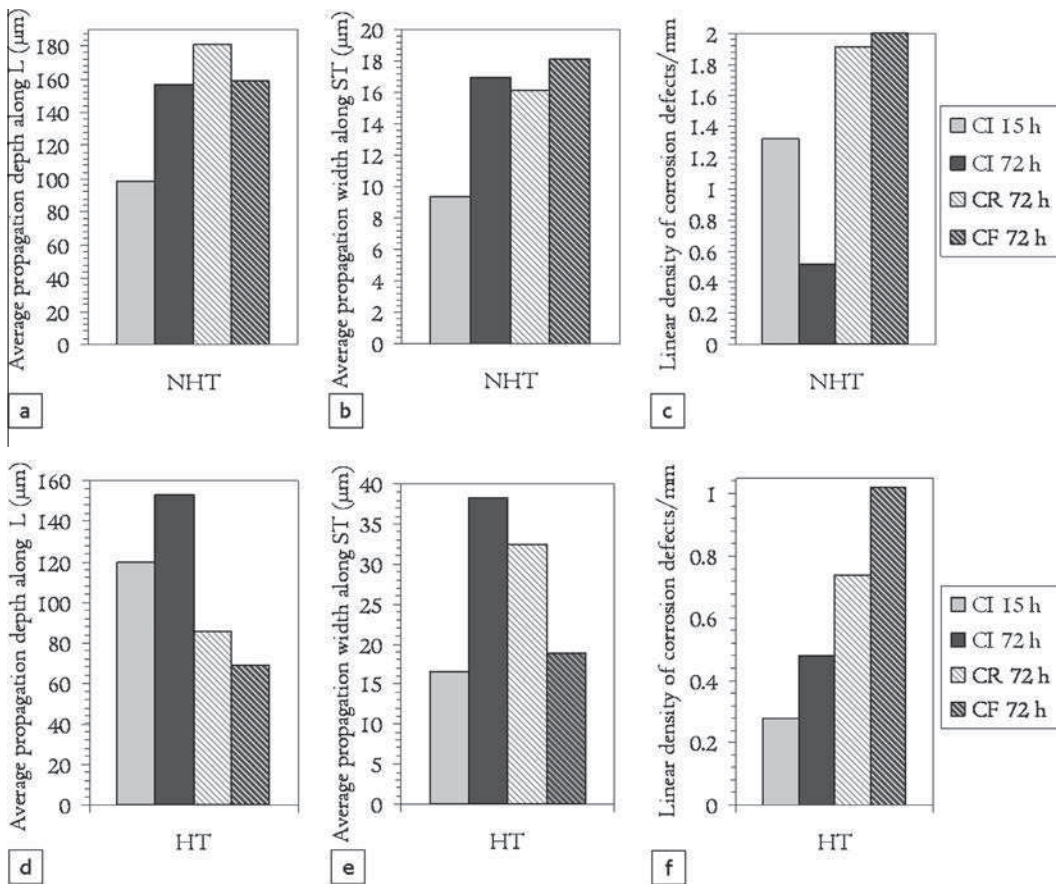 Average propagation depth along L (μm)
180
160
140
120
100
80
60
40
20
0
NHT
a
Average propagation width along ST (μm)
20
18
16
14
12
10
8
6
4
2
0
NHT
b
Linear density of corrosion defects/mm
2
1.8
1.6
1.4
1.2
1
0.8
0.6
0.4
0.2
0
NHT
c
CI 15 h
CI 72 h
CR 72 h
CF 72 h
Average propagation depth along L (μm)
160
140
120
100
80
60
40
20
0
HT
d
Average propagation width along ST (μm)
40
35
30
25
20
15
10
5
0
HT
e
Linear density of corrosion defects/mm
1
0.8
0.6
0.4
0.2
0
HT
f
CI 15 h
CI 72 h
CR 72 h
CF 72 h